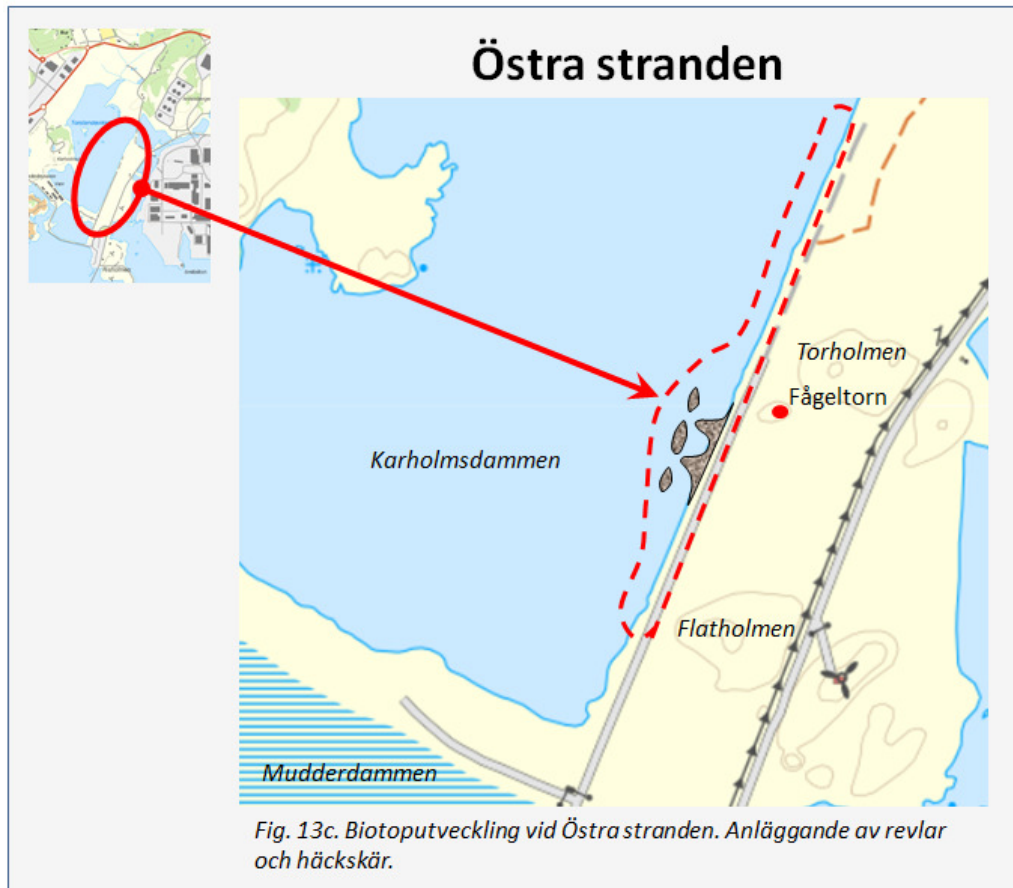 Östra stranden
Torholmen
Fågeltorn
Karholmsdammen
Flatholmen
Mudderdammen
Fig. 13c. Biotoputveckling vid Östra stranden. Anläggande av revlar
och häckskär.